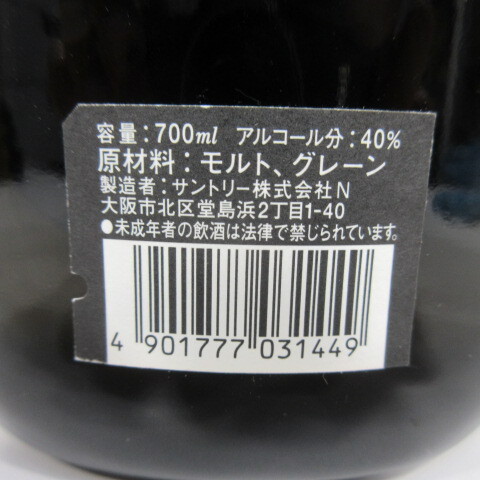 容量:700ml アルコール分:40%
原材料:モルト、グレーン
製造者:サントリー株式会社N
大阪市北区堂島浜2丁目1-40
●未成年者の飲酒は法律で禁じられています。
4 901777 031449